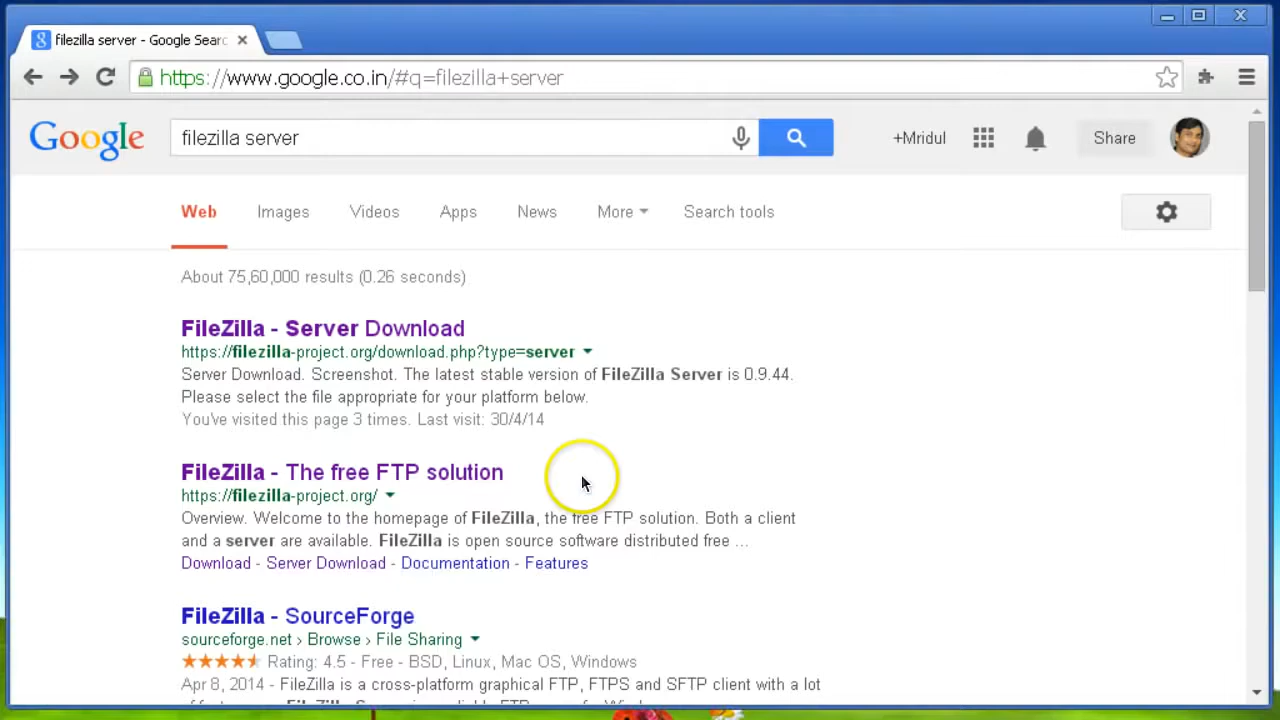 filezilla server - Google Searc
https://www.google.co.in/#q=filezilla+server
Google
filezilla server
+Mridul
Share
Web
Images
Videos
Apps
News
More
Search tools
About 75,60,000 results (0.26 seconds)
FileZilla - Server Download
https://filezilla-project.org/download.php?type=server
Server Download. Screenshot. The latest stable version of FileZilla Server is 0.9.44.
Please select the file appropriate for your platform below.
You've visited this page 3 times. Last visit: 30/4/14
FileZilla - The free FTP solution
https://filezilla-project.org/
Overview. Welcome to the homepage of FileZilla, the free FTP solution. Both a client
and a server are available. FileZilla is open source software distributed free ...
Download - Server Download - Documentation - Features
FileZilla - SourceForge
sourceforge.net › Browse › File Sharing
Rating: 4.5 - Free - BSD, Linux, Mac OS, Windows
Apr 8, 2014 - FileZilla is a cross-platform graphical FTP, FTPS and SFTP client with a lot